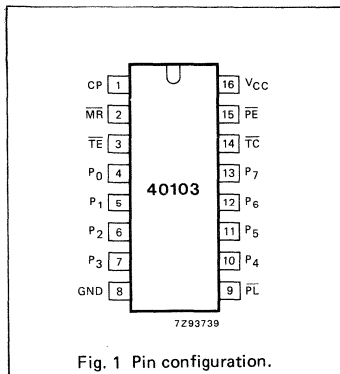 CP 1 16 VCC
MR 2 15 PE
TE 3 14 TC
P0 4 13 P7
40103
P1 5 12 P6
P2 6 11 P5
P3 7 10 P4
GND 8 9 PL
7Z93739
Fig. 1 Pin configuration.